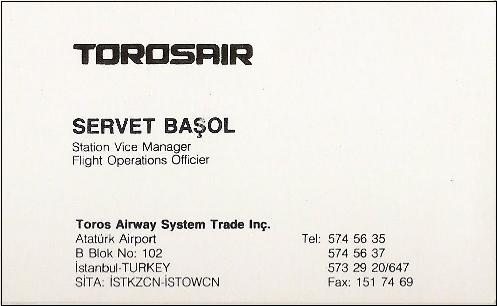 TOROSAIR
SERVET BAŞOL
Station Vice Manager
Flight Operations Officier
Toros Airway System Trade Inç.
Atatürk Airport Tel: 574 56 35
B Blok No: 102 574 56 37
İstanbul-TURKEY 573 29 20/647
SİTA: İSTKZCN-İSTOWCN Fax: 151 74 69